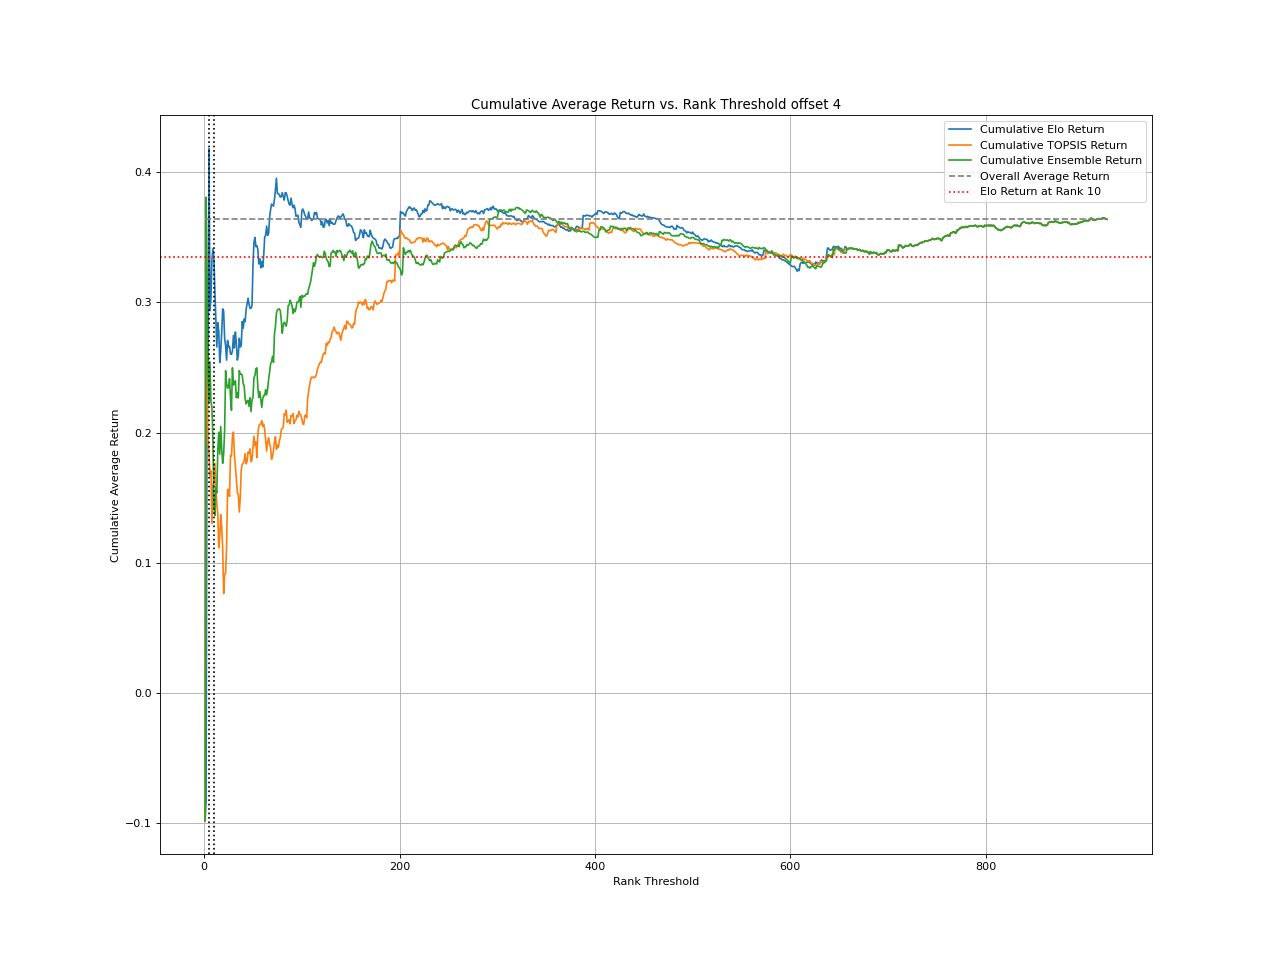 Cumulative Average Return vs. Rank Threshold offset 4
Cumulative Elo Return
Cumulative TOPSIS Return
Cumulative Ensemble Return
Overall Average Return
Elo Return at Rank 10
Cumulative Average Return
0.4
0.3
0.2
0.1
0.0
−0.1
0
200
400
600
800
Rank Threshold